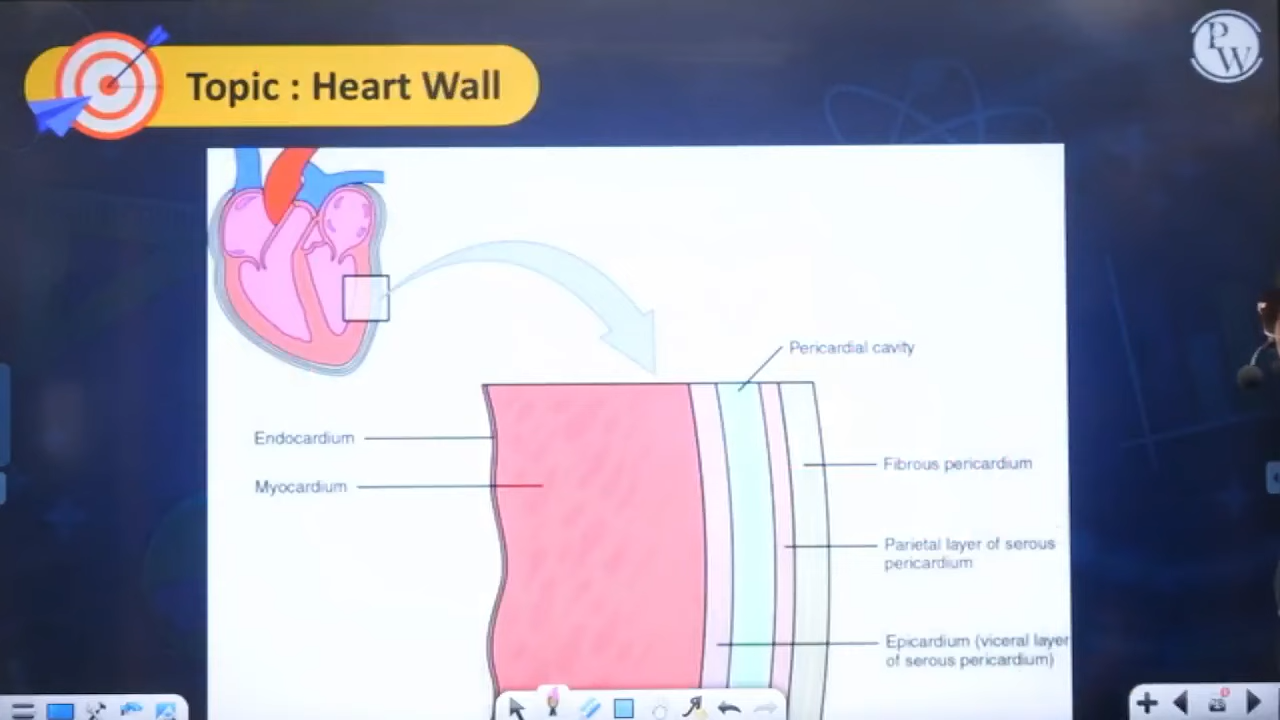 Topic : Heart Wall
PW
Pericardial cavity
Endocardium
Fibrous pericardium
Myocardium
Parietal layer of serous
pericardium
Epicardium (viceral layer
of serous pericardium)